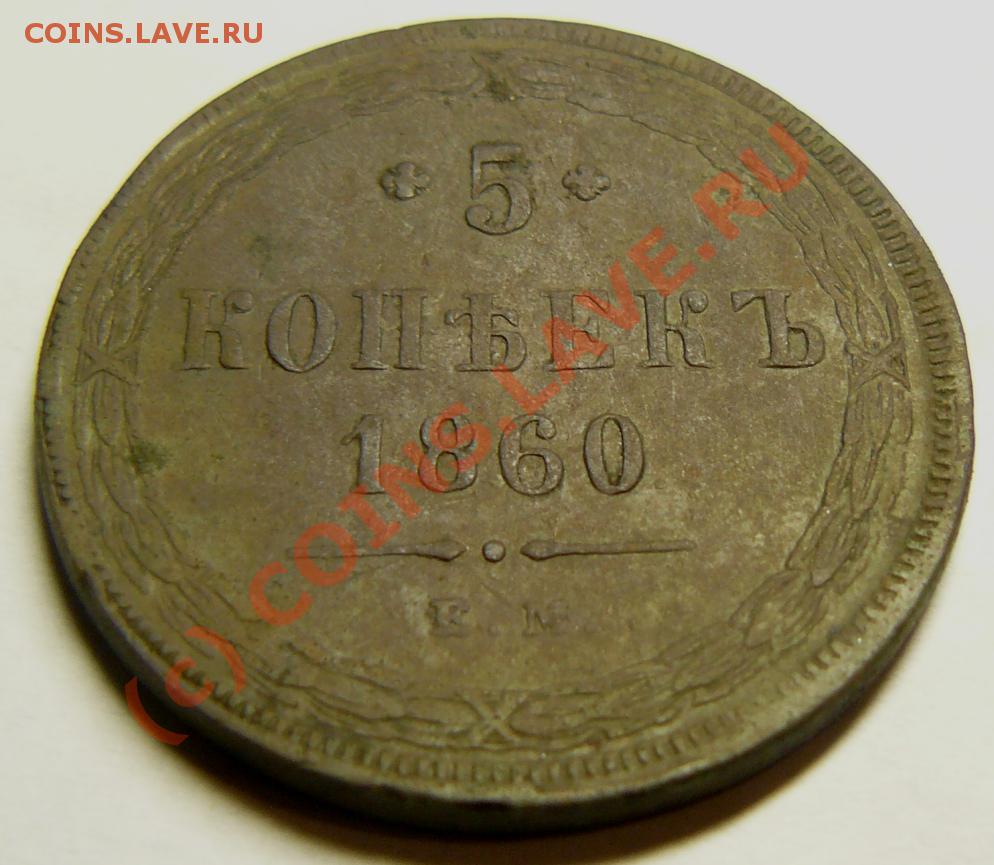 COINS.LAVE.RU
5
КОПѢЕКЪ
1860
Е.М.
(c) COINS.LAVE.RU